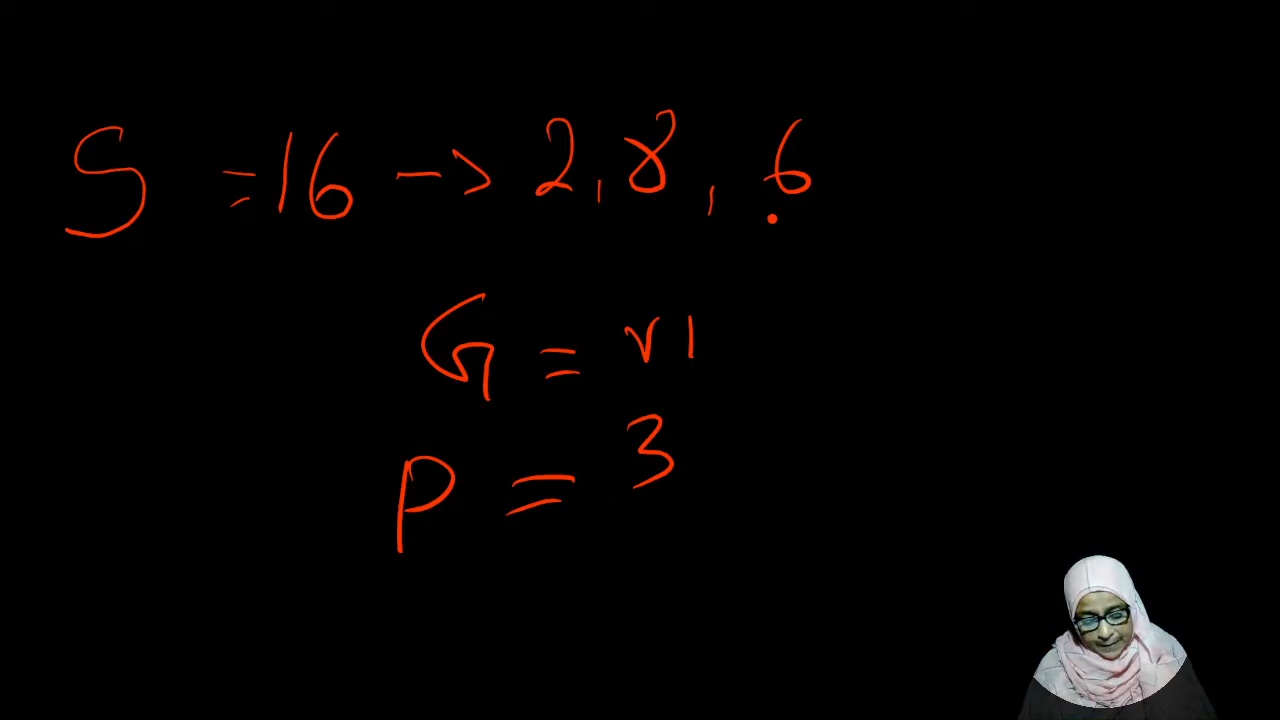 S = 16 -> 2, 8, 6
G = VI
P = 3